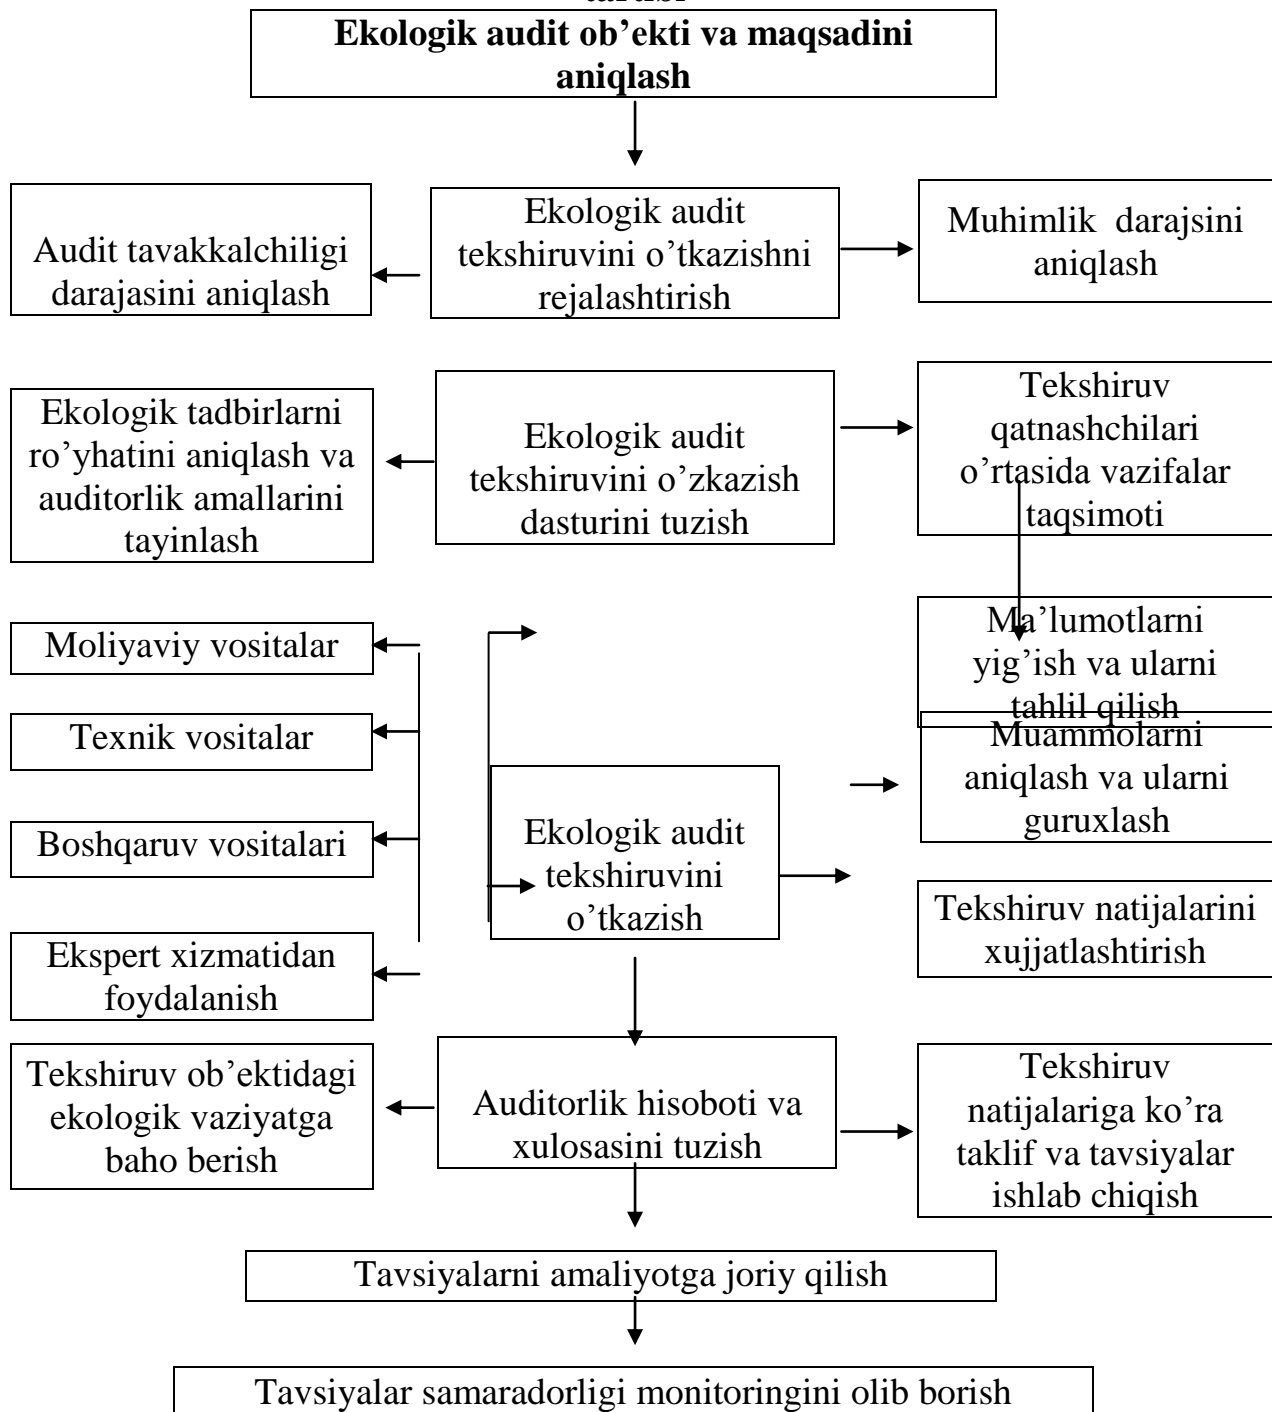 Ekologik audit ob’ekti va maqsadini
aniqlash
Audit tavakkalchiligi
darajasini aniqlash
Ekologik audit
tekshiruvini o’tkazishni
rejalashtirish
Muhimlik darajsini
aniqlash
Ekologik tadbirlarni
ro’yhatini aniqlash va
auditorlik amallarini
tayinlash
Ekologik audit
tekshiruvini o’zkazish
dasturini tuzish
Tekshiruv
qatnashchilari
o’rtasida vazifalar
taqsimoti
Moliyaviy vositalar
Texnik vositalar
Boshqaruv vositalari
Ekspert xizmatidan
foydalanish
Ekologik audit
tekshiruvini
o’tkazish
Ma’lumotlarni
yig’ish va ularni
tahlil qilish
Muammolarni
aniqlash va ularni
guruxlash
Tekshiruv natijalarini
xujjatlashtirish
Tekshiruv ob’ektidagi
ekologik vaziyatga
baho berish
Auditorlik hisoboti va
xulosasini tuzish
Tekshiruv
natijalariga ko’ra
taklif va tavsiyalar
ishlab chiqish
Tavsiyalarni amaliyotga joriy qilish
Tavsiyalar samaradorligi monitoringini olib borish